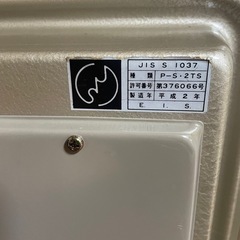 JIS S 1037
種類 P-S・2TS
許可番号 第376066号
製造年 平成2年
E.I.S.